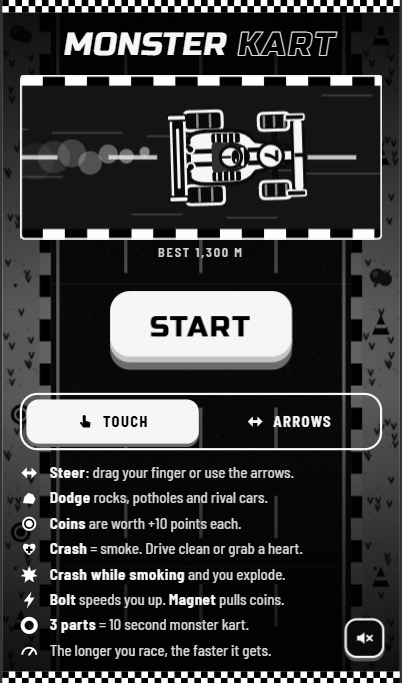 MONSTER KART
7
BEST 1,300 M
START
TOUCH
ARROWS
Steer: drag your finger or use the arrows.
Dodge rocks, potholes and rival cars.
Coins are worth +10 points each.
Crash = smoke. Drive clean or grab a heart.
Crash while smoking and you explode.
Bolt speeds you up. Magnet pulls coins.
3 parts = 10 second monster kart.
The longer you race, the faster it gets.